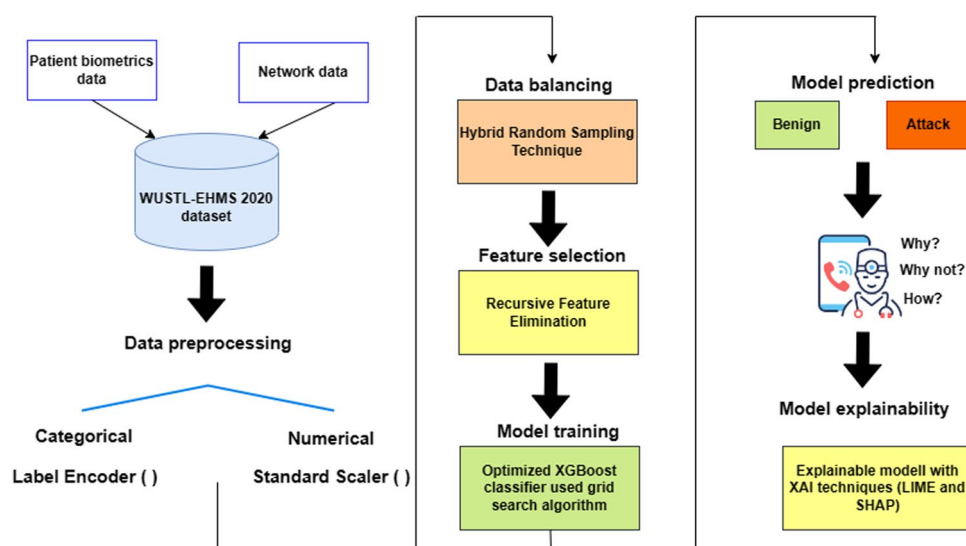 Patient biometrics
data
Network data
WUSTL-EHMS 2020
dataset
Data preprocessing
Categorical
Numerical
Label Encoder ( )
Standard Scaler ( )
Data balancing
Hybrid Random Sampling
Technique
Feature selection
Recursive Feature
Elimination
Model training
Optimized XGBoost
classifier used grid
search algorithm
Model prediction
Benign
Attack
Why?
Why not?
How?
Model explainability
Explainable modell with
XAI techniques (LIME and
SHAP)